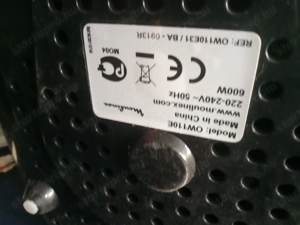 Moulinex
Model: OW110E
Made in China
www.moulinex.com
220-240V~50Hz
600W
CE
PC
MO04
REF: OW110E31 / BA - 0913R